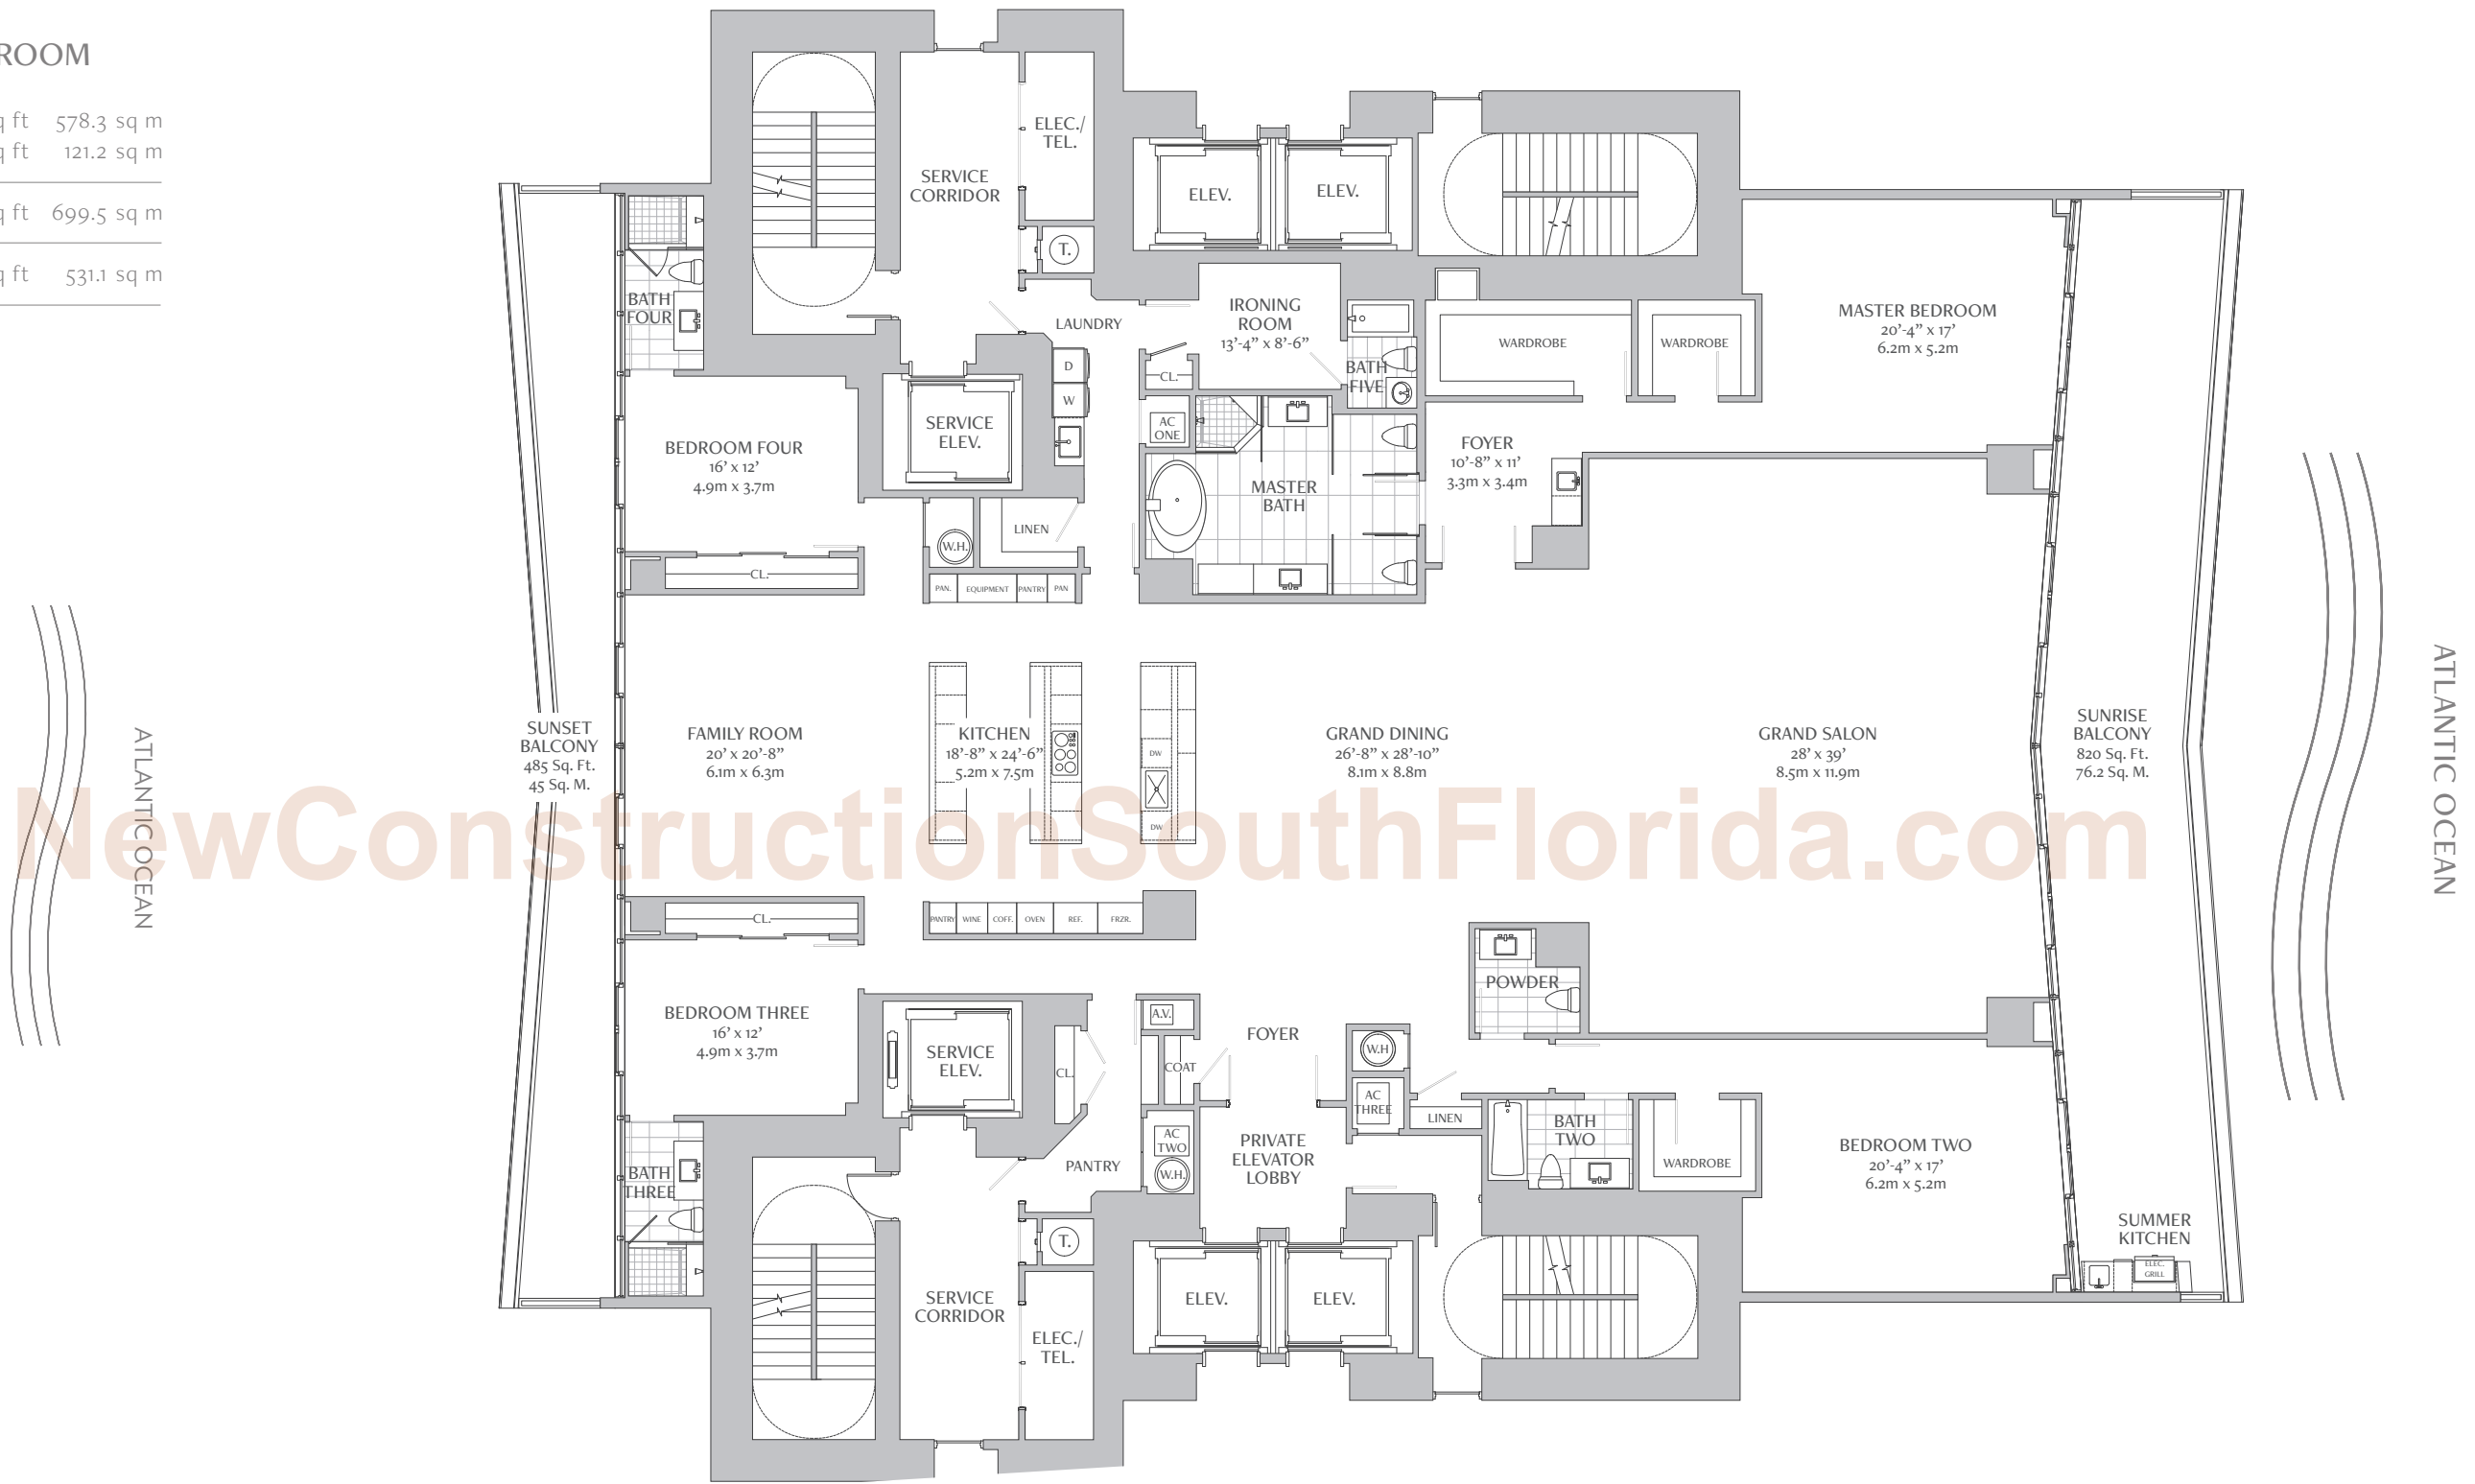 ROOM
q ft 578.3 sq m
q ft 121.2 sq m
q ft 699.5 sq m
q ft 531.1 sq m
ELEC./
TEL.
SERVICE
CORRIDOR
ELEV.
ELEV.
T.
BATH
FOUR
LAUNDRY
IRONING
ROOM
13'-4” x 8'-6”
WARDROBE
WARDROBE
MASTER BEDROOM
20'-4” x 17'
6.2m x 5.2m
D
W
CL.
BATH
FIVE
BEDROOM FOUR
16' x 12'
4.9m x 3.7m
SERVICE
ELEV.
AC
ONE
FOYER
10'-8” x 11'
3.3m x 3.4m
MASTER
BATH
W.H.
LINEN
CL.
PAN.
EQUIPMENT
PANTRY
PAN
SUNSET
BALCONY
485 Sq. Ft.
45 Sq. M.
FAMILY ROOM
20' x 20'-8”
6.1m x 6.3m
KITCHEN
18'-8” x 24'-6”
5.2m x 7.5m
DW
DW
GRAND DINING
26'-8” x 28'-10”
8.1m x 8.8m
GRAND SALON
28' x 39'
8.5m x 11.9m
SUNRISE
BALCONY
820 Sq. Ft.
76.2 Sq. M.
ATLANTIC OCEAN
ATLANTIC OCEAN
NewConstructionSouthFlorida.com
CL.
PANTRY
WINE
COFF.
OVEN
REF.
FRZR.
POWDER
BEDROOM THREE
16' x 12'
4.9m x 3.7m
SERVICE
ELEV.
CL.
A.V.
COAT
FOYER
W.H
AC
THREE
LINEN
AC
TWO
W.H.
PRIVATE
ELEVATOR
LOBBY
BATH
TWO
WARDROBE
BEDROOM TWO
20'-4” x 17'
6.2m x 5.2m
BATH
THREE
PANTRY
T.
SUMMER
KITCHEN
ELEC.
GRILL
SERVICE
CORRIDOR
ELEV.
ELEV.
ELEC./
TEL.